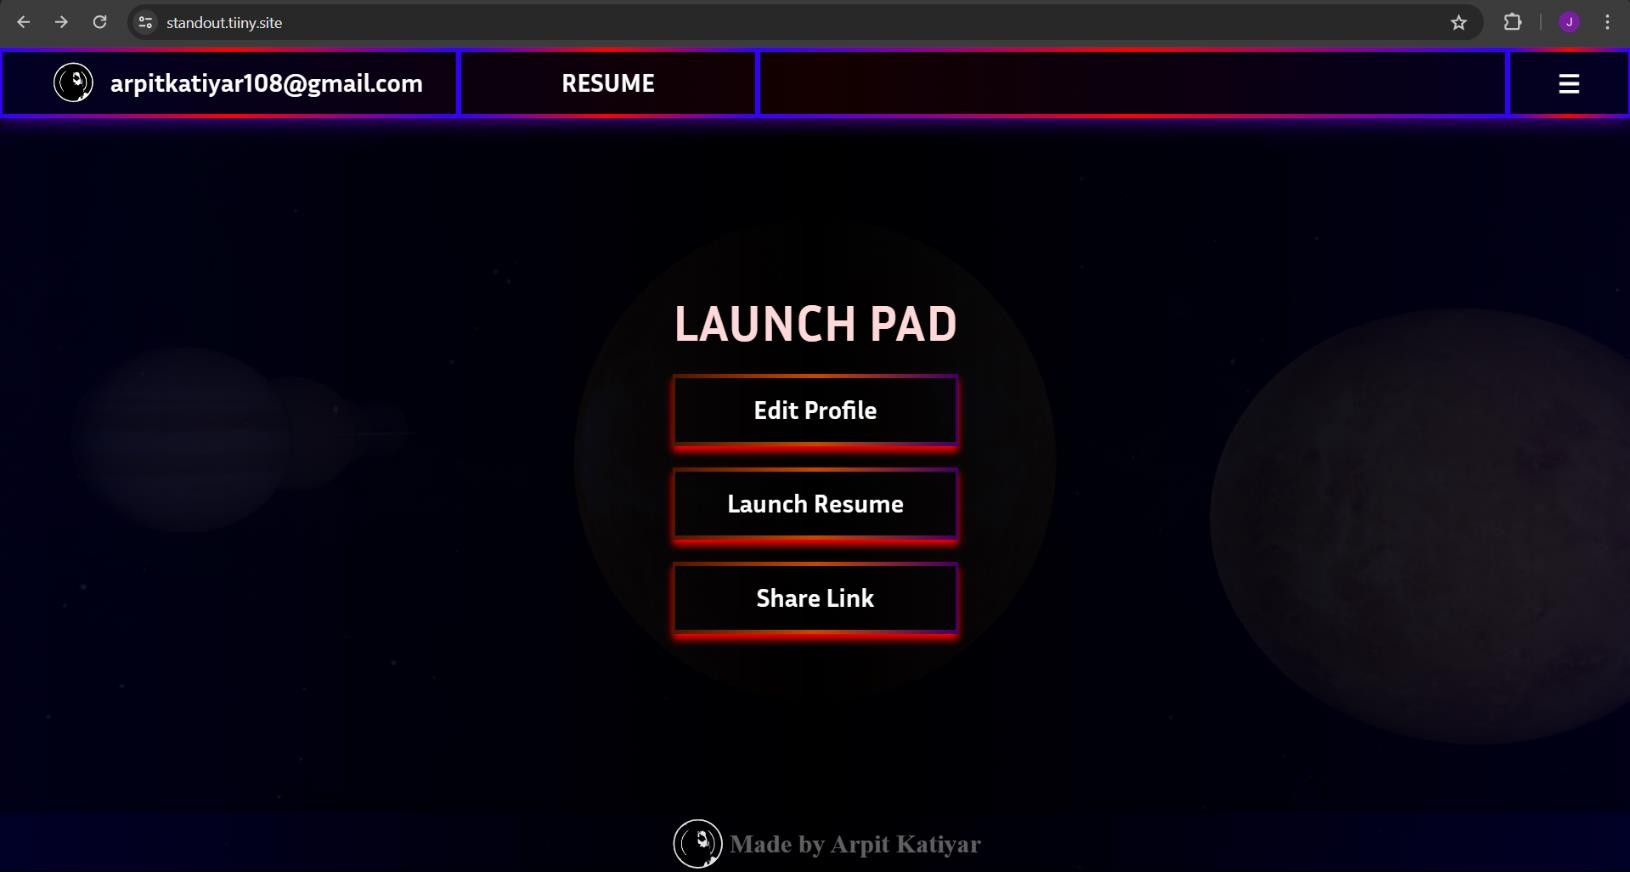 standout.tiiny.site
J
arpitkatiyar108@gmail.com
RESUME
LAUNCH PAD
Edit Profile
Launch Resume
Share Link
Made by Arpit Katiyar